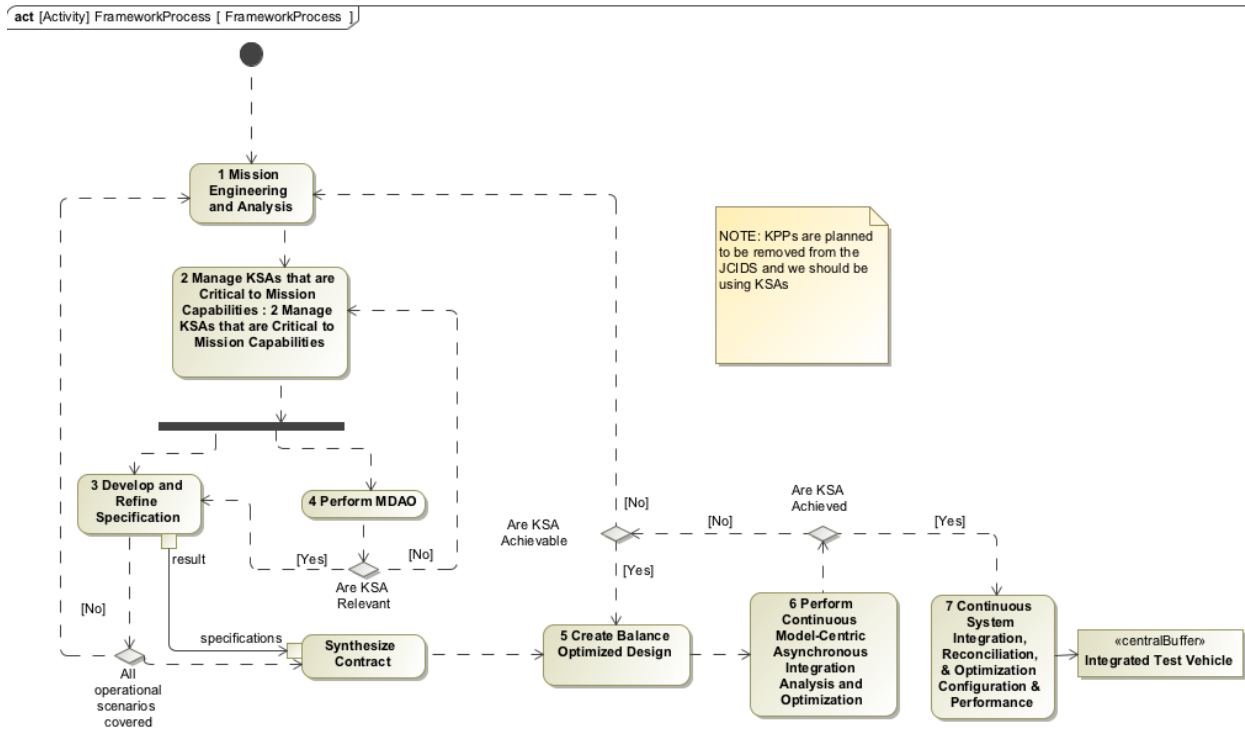 act [Activity] FrameworkProcess [ FrameworkProcess ]
1 Mission
Engineering
and Analysis
NOTE: KPPs are planned
to be removed from the
JCIDS and we should be
using KSAs
2 Manage KSAs that are
Critical to Mission
Capabilities : 2 Manage
KSAs that are Critical to
Mission Capabilities
3 Develop and
Refine
Specification
4 Perform MDAO
Are KSA
Achieved
[No]
[No]
[Yes]
Are KSA
Achievable
result
[Yes]
[No]
[Yes]
Are KSA
Relevant
[No]
specifications
Synthesize
Contract
5 Create Balance
Optimized Design
6 Perform
Continuous
Model-Centric
Asynchronous
Integration
Analysis and
Optimization
7 Continuous
System
Integration,
Reconciliation,
& Optimization
Configuration &
Performance
«centralBuffer»
Integrated Test Vehicle
All
operational
scenarios
covered